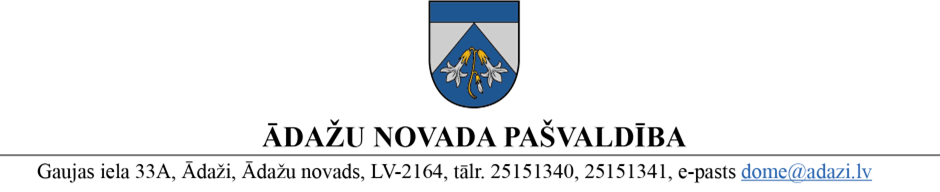 ĀDAŽU NOVADA PAŠVALDĪBA
Gaujas iela 33A, Ādaži, Ādažu novads, LV-2164, tālr. 25151340, 25151341, e-pasts dome@adazi.lv